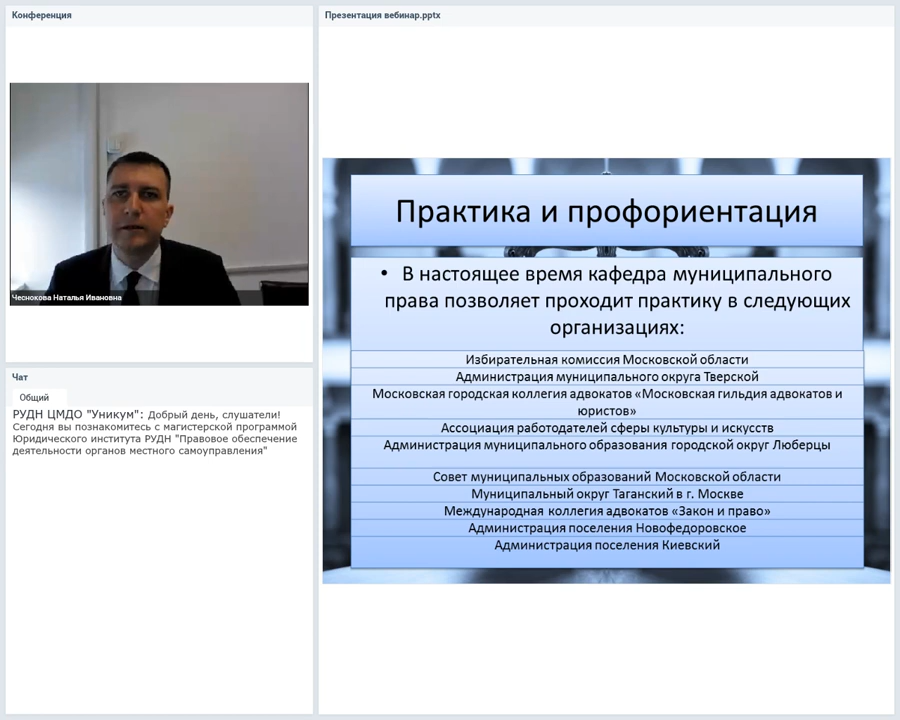 Конференция
Чеснокова Наталья Ивановна
Чат
Общий
РУДН ЦМДО "Уникум": Добрый день, слушатели!
Сегодня вы познакомитесь с магистерской программой
Юридического института РУДН "Правовое обеспечение
деятельности органов местного самоуправления"
Презентация вебинар.pptx
Практика и профориентация
• В настоящее время кафедра муниципального
права позволяет проходит практику в следующих
организациях:
Избирательная комиссия Московской области
Администрация муниципального округа Тверской
Московская городская коллегия адвокатов «Московская гильдия адвокатов и
юристов»
Ассоциация работодателей сферы культуры и искусств
Администрация муниципального образования городской округ Люберцы
Совет муниципальных образований Московской области
Муниципальный округ Таганский в г. Москве
Международная коллегия адвокатов «Закон и право»
Администрация поселения Новофедоровское
Администрация поселения Киевский